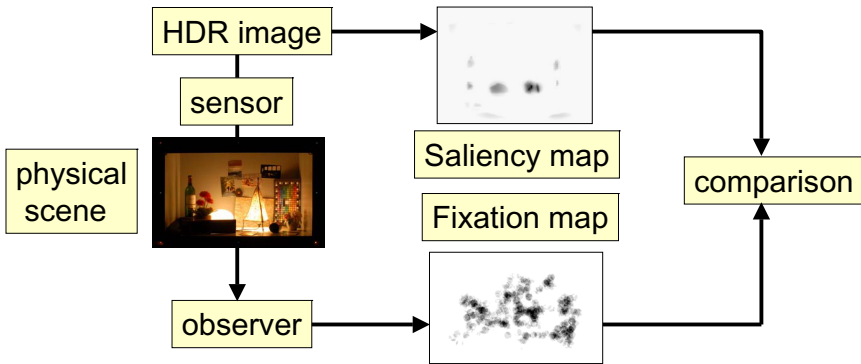 HDR image
sensor
physical
scene
observer
Saliency map
Fixation map
comparison